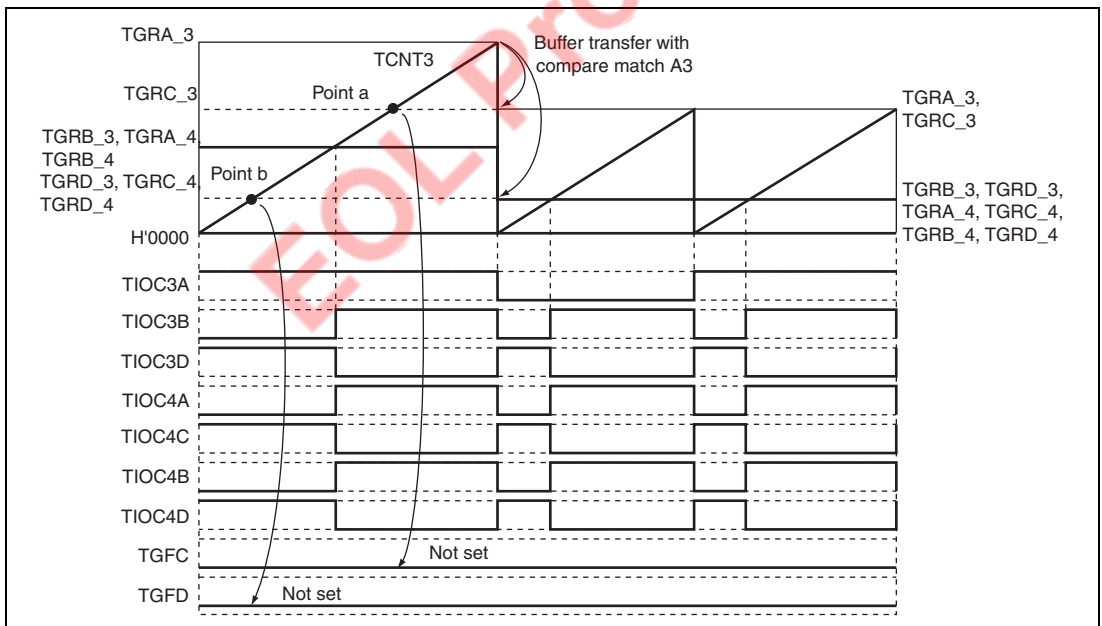 TGRA_3
TCNT3
Buffer transfer with
compare match A3
TGRC_3
Point a
TGRA_3,
TGRC_3
TGRB_3, TGRA_4,
TGRB_4
TGRD_3, TGRC_4,
TGRD_4
Point b
TGRB_3, TGRD_3,
TGRA_4, TGRC_4,
TGRB_4, TGRD_4
H'0000
TIOC3A
TIOC3B
TIOC3D
TIOC4A
TIOC4C
TIOC4B
TIOC4D
TGFC
Not set
TGFD
Not set
EOL Pro